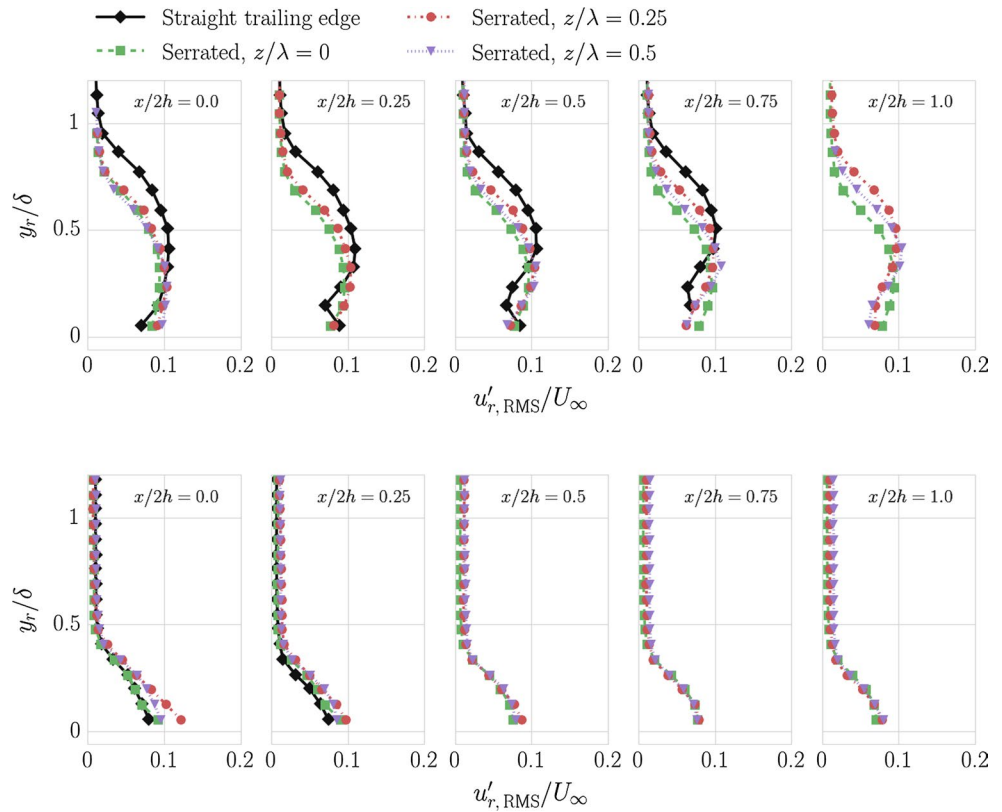 Straight trailing edge
Serrated, z/λ = 0.25
Serrated, z/λ = 0
Serrated, z/λ = 0.5
x/2h = 0.0 x/2h = 0.25 x/2h = 0.5 x/2h = 0.75 x/2h = 1.0
1
y_r/δ
0.5
0
0 0.1 0.2 0 0.1 0.2 0 0.1 0.2 0 0.1 0.2 0 0.1 0.2
u′_{r, RMS}/U_∞
x/2h = 0.0 x/2h = 0.25 x/2h = 0.5 x/2h = 0.75 x/2h = 1.0
1
y_r/δ
0.5
0
0 0.1 0.2 0 0.1 0.2 0 0.1 0.2 0 0.1 0.2 0 0.1 0.2
u′_{r, RMS}/U_∞